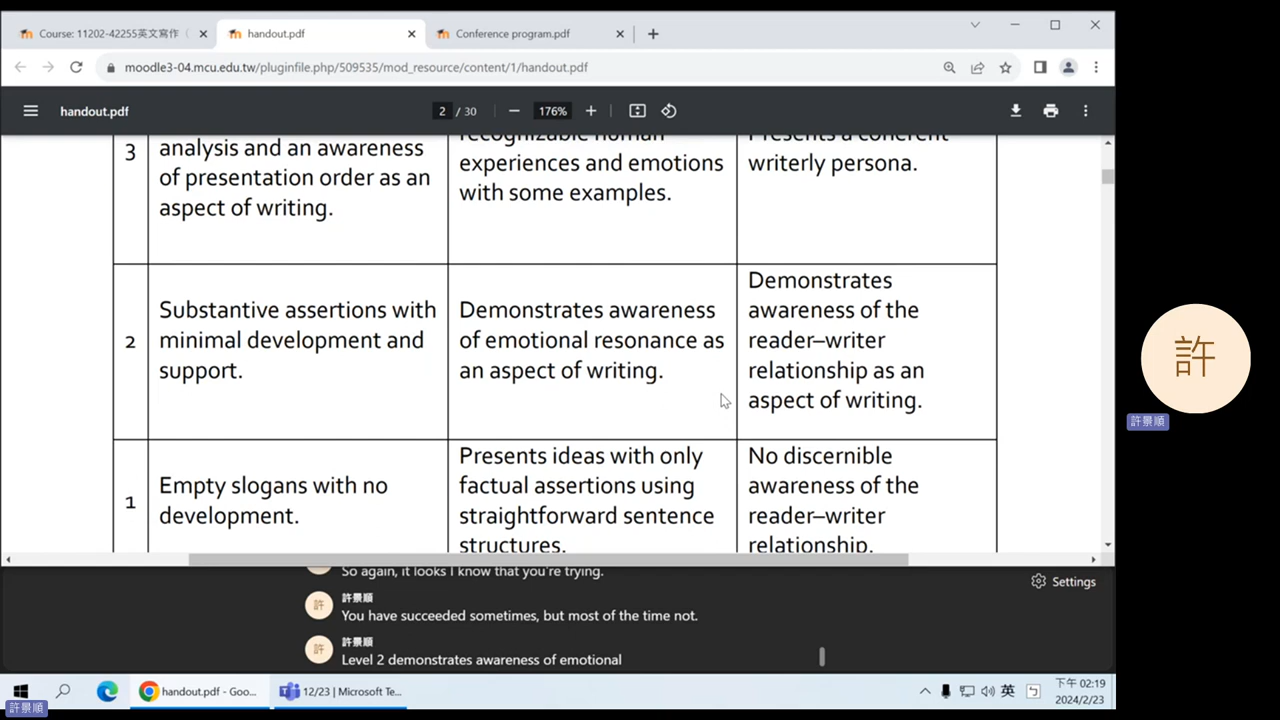 Course: 11202-42255英文寫作（
handout.pdf
Conference program.pdf
moodle3-04.mcu.edu.tw/pluginfile.php/509535/mod_resource/content/1/handout.pdf
handout.pdf
2 / 30
176%
3
analysis and an awareness
of presentation order as an
aspect of writing.
recognizable human
experiences and emotions
with some examples.
Presents a coherent
writerly persona.
2
Substantive assertions with
minimal development and
support.
Demonstrates awareness
of emotional resonance as
an aspect of writing.
Demonstrates
awareness of the
reader–writer
relationship as an
aspect of writing.
1
Empty slogans with no
development.
Presents ideas with only
factual assertions using
straightforward sentence
structures.
No discernible
awareness of the
reader–writer
relationship.
許
許景順
So again, it looks I know that you're trying.
Settings
許
許景順
You have succeeded sometimes, but most of the time not.
許
許景順
Level 2 demonstrates awareness of emotional
handout.pdf - Goo...
12/23 | Microsoft Te...
英
下午 02:19
2024/2/23
許景順